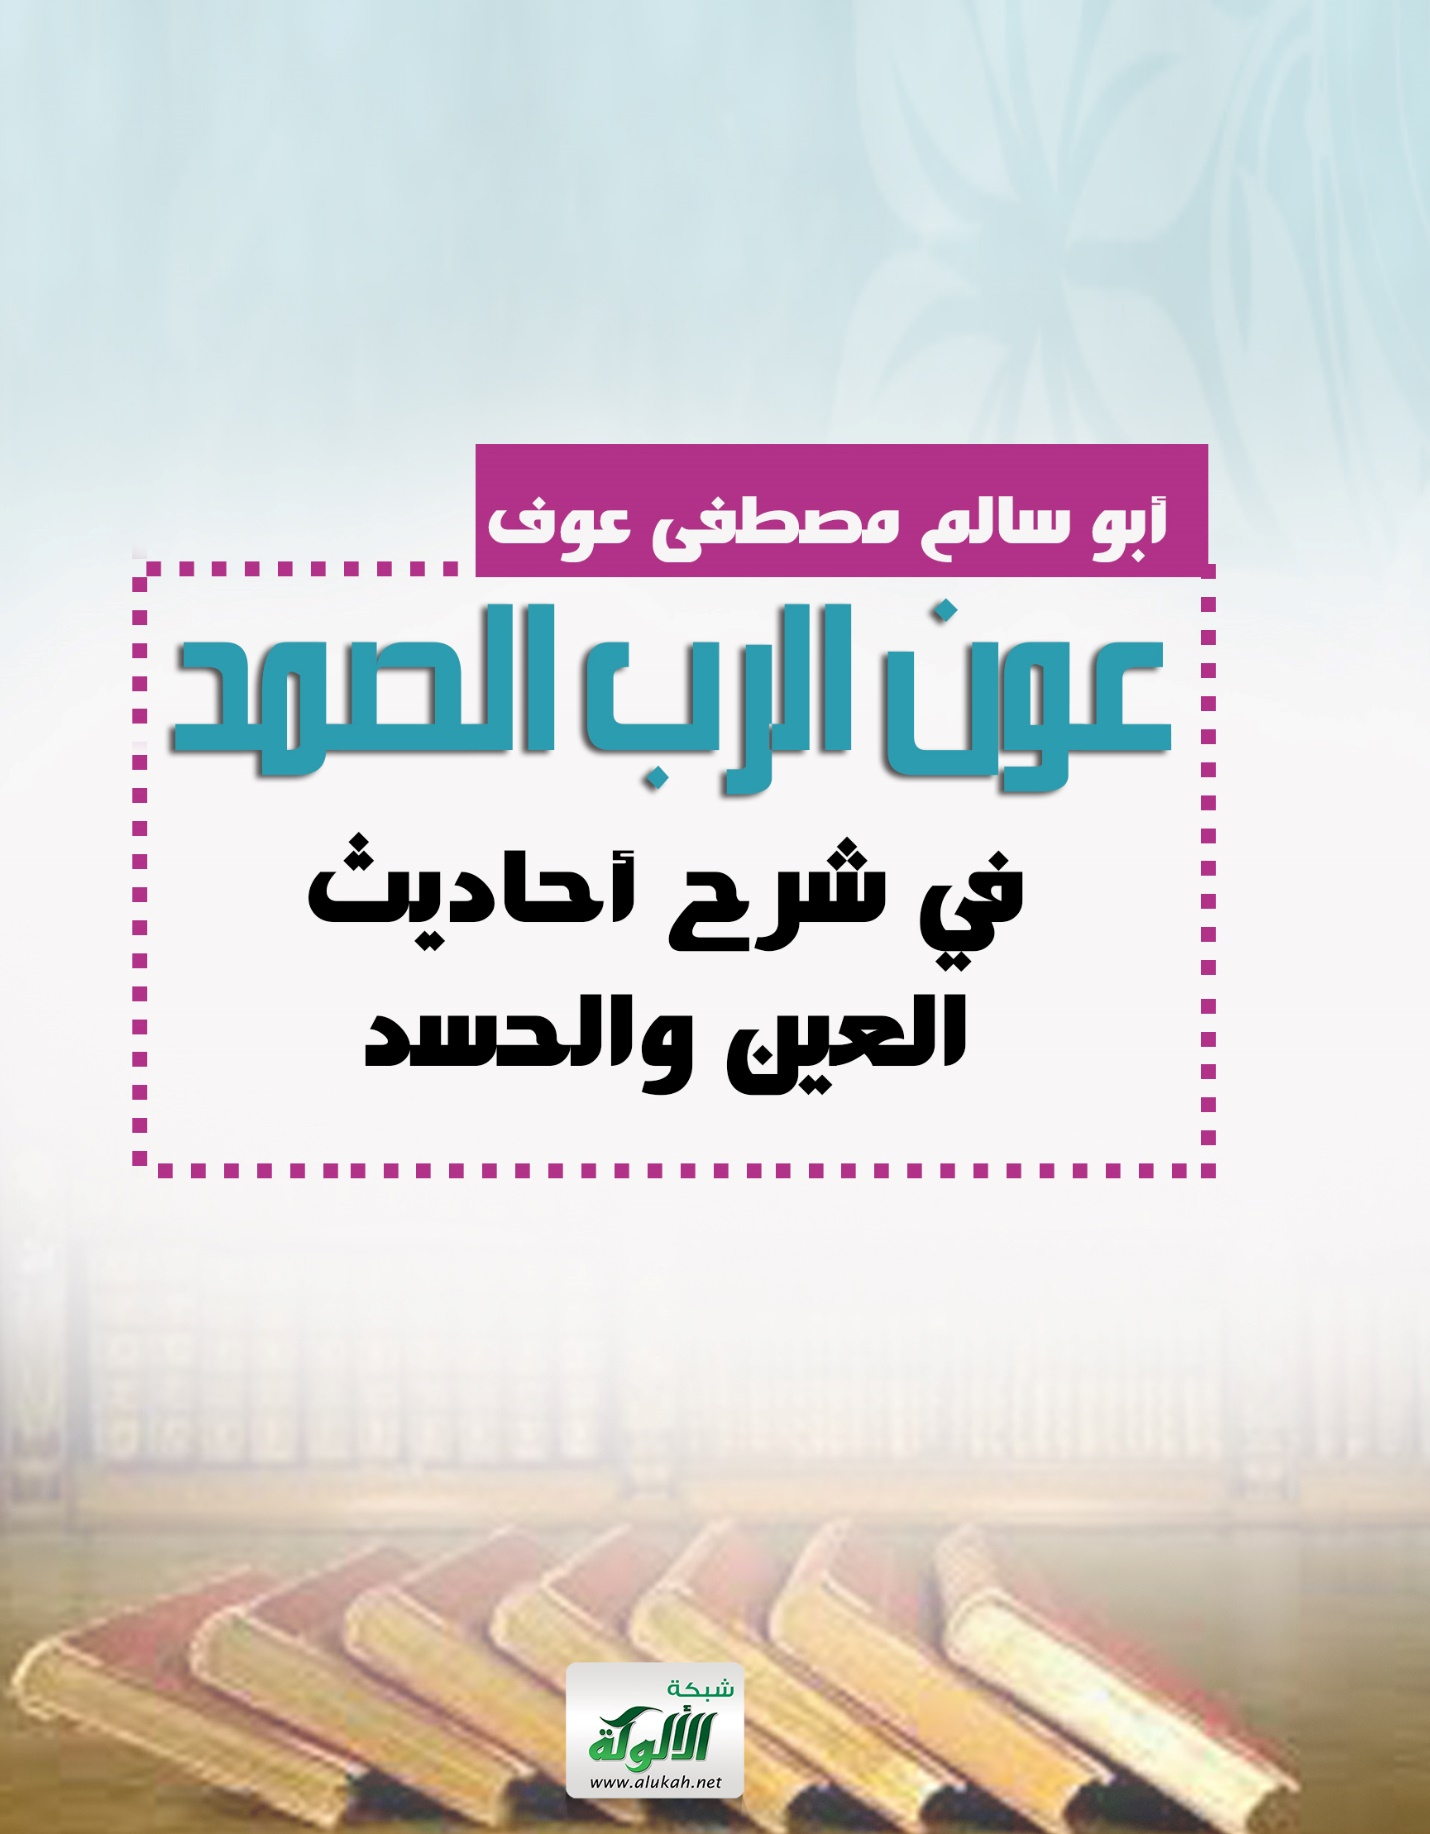 أبو سالم مصطفى عوف
عون الرب الصمد
في شرح أحاديث
العين والحسد
شبكة
الألوكة
www.alukah.net